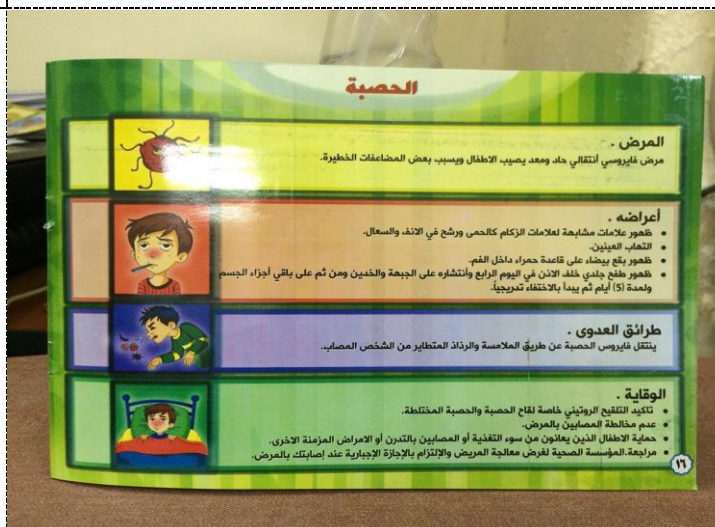 الحصبة
المرض .
مرض فايروسي أنتقالي حاد ومعد يصيب الاطفال ويسبب بعض المضاعفات الخطيرة.
أعراضه .
• ظهور علامات مشابهة لعلامات الزكام كالحمى ورشح في الانف والسعال.
• التهاب العينين.
• ظهور بقع بيضاء على قاعدة حمراء داخل الفم.
• ظهور طفح جلدي خلف الاذن في اليوم الرابع وأنتشاره على الجبهة والخدين ومن ثم على باقي أجزاء الجسم
ولمدة (5) أيام ثم يبدأ بالاختفاء تدريجياً.
طرائق العدوى .
ينتقل فايروس الحصبة عن طريق الملامسة والرذاذ المتطاير من الشخص المصاب.
الوقاية .
• تاكيد التلقيح الروتيني خاصة لقاح الحصبة والحصبة المختلطة.
• عدم مخالطة المصابين بالمرض.
• حماية الاطفال الذين يعانون من سوء التغذية أو المصابين بالتدرن أو الامراض المزمنة الاخرى.
• مراجعة.المؤسسة الصحية لغرض معالجة المريض والإلتزام بالإجازة الإجبارية عند إصابتك بالمرض.
١٦